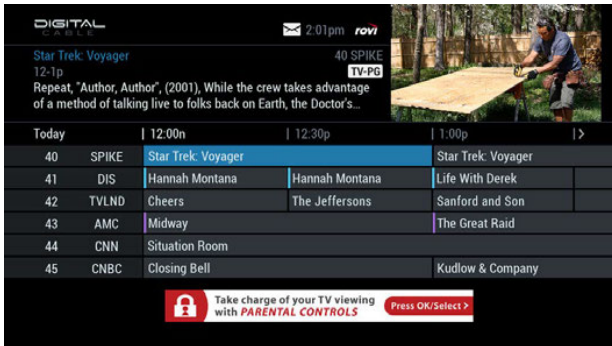 DIGITAL
CABLE
2:01pm rovi
Star Trek: Voyager 40 SPIKE
12-1p TV-PG
Repeat, "Author, Author", (2001), While the crew takes advantage
of a method of talking live to folks back on Earth, the Doctor's...
Today | 12:00n | 12:30p | 1:00p | >
40 SPIKE Star Trek: Voyager Star Trek: Voyager
41 DIS Hannah Montana Hannah Montana Life With Derek
42 TVLND Cheers The Jeffersons Sanford and Son
43 AMC Midway The Great Raid
44 CNN Situation Room
45 CNBC Closing Bell Kudlow & Company
Take charge of your TV viewing
with PARENTAL CONTROLS
Press OK/Select >